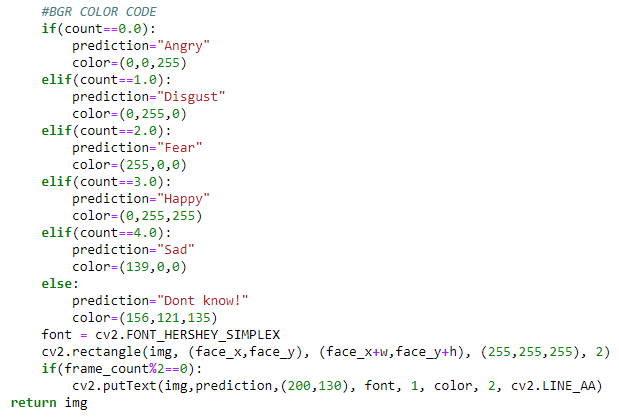 #BGR COLOR CODE
if(count==0.0):
prediction="Angry"
color=(0,0,255)
elif(count==1.0):
prediction="Disgust"
color=(0,255,0)
elif(count==2.0):
prediction="Fear"
color=(255,0,0)
elif(count==3.0):
prediction="Happy"
color=(0,255,255)
elif(count==4.0):
prediction="Sad"
color=(139,0,0)
else:
prediction="Dont know!"
color=(156,121,135)
font = cv2.FONT_HERSHEY_SIMPLEX
cv2.rectangle(img, (face_x,face_y), (face_x+w,face_y+h), (255,255,255), 2)
if(frame_count%2==0):
cv2.putText(img,prediction,(200,130), font, 1, color, 2, cv2.LINE_AA)
return img